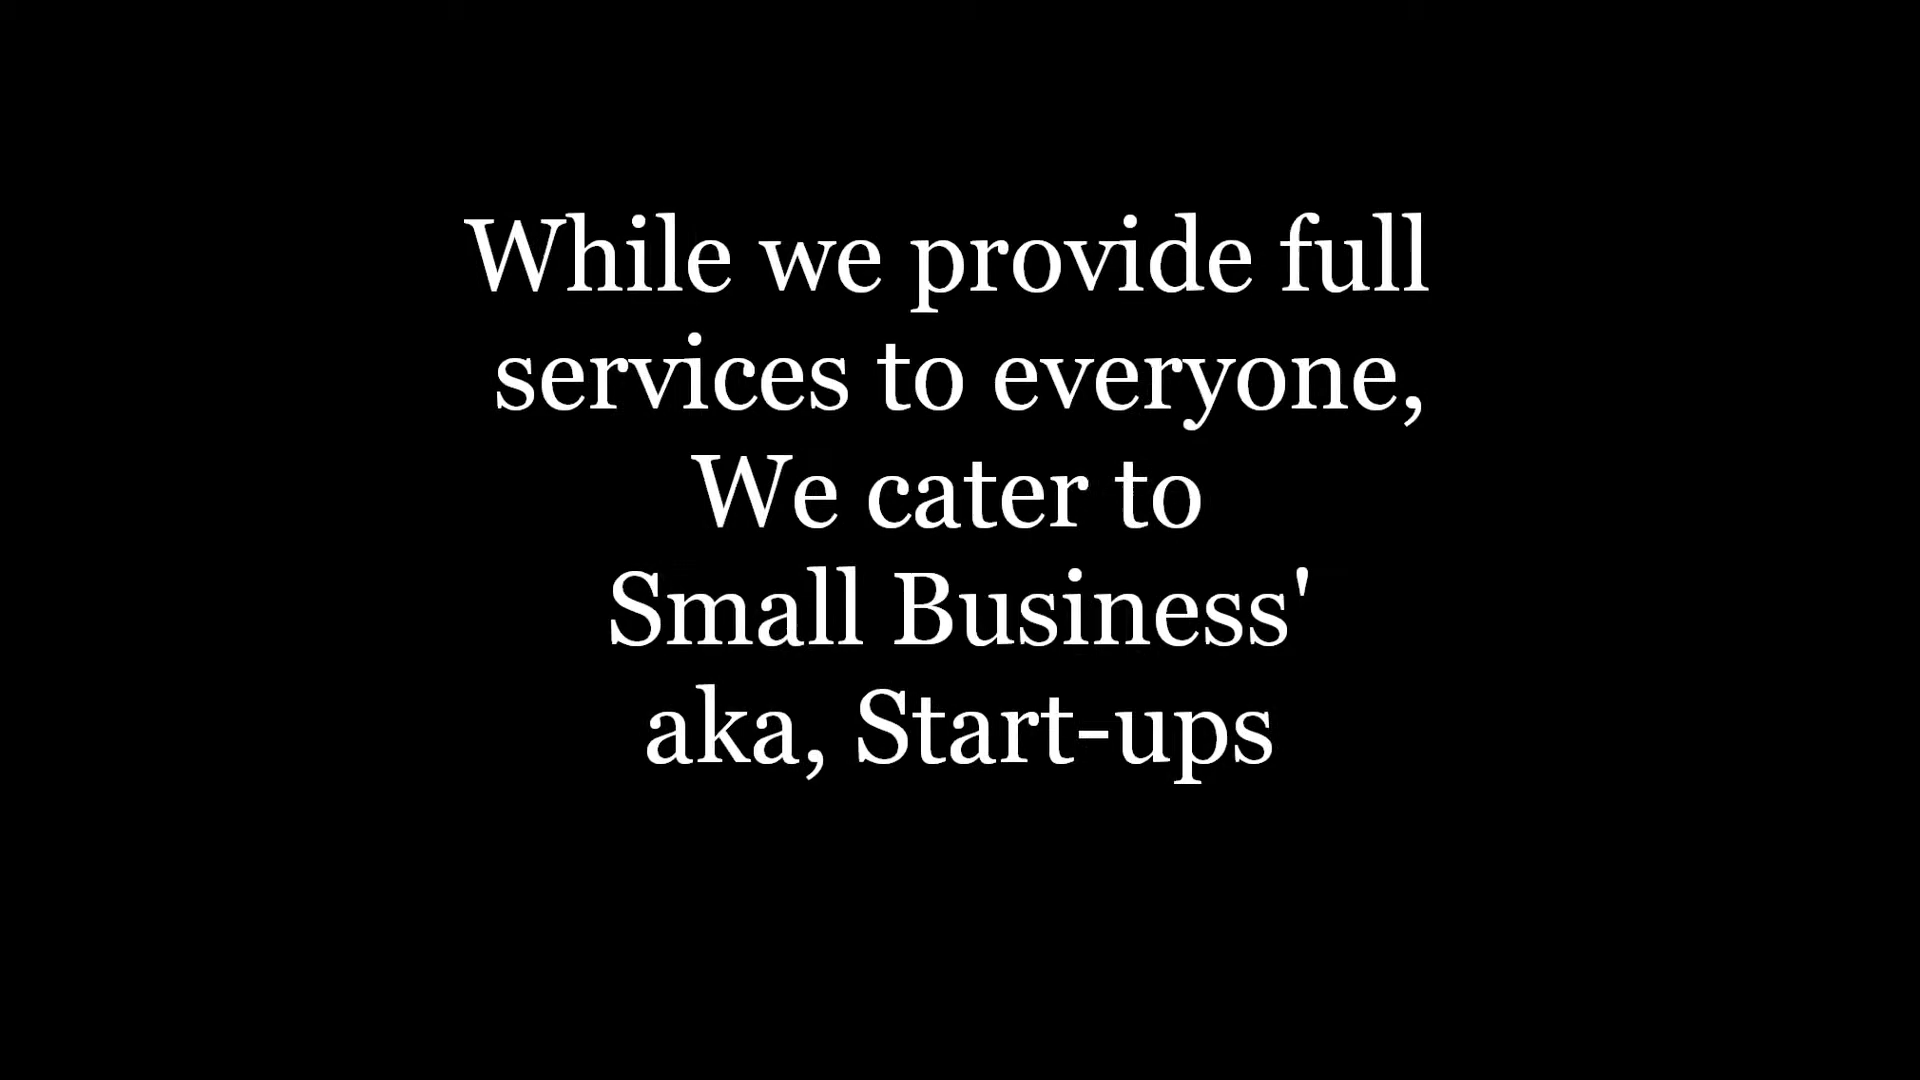 While we provide full
services to everyone,
We cater to
Small Business'
aka, Start-ups